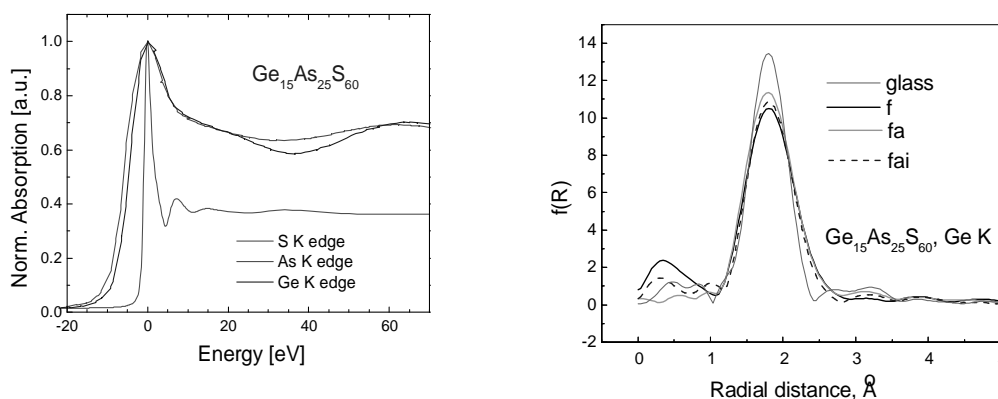 Norm. Absorption [a.u.]
1.0
0.8
0.6
0.4
0.2
0.0
-20 0 20 40 60
Energy [eV]
Ge15As25S60
S K edge
As K edge
Ge K edge
f(R)
14
12
10
8
6
4
2
0
-2
0 1 2 3 4
Radial distance, Å
glass
f
fa
fai
Ge15As25S60, Ge K